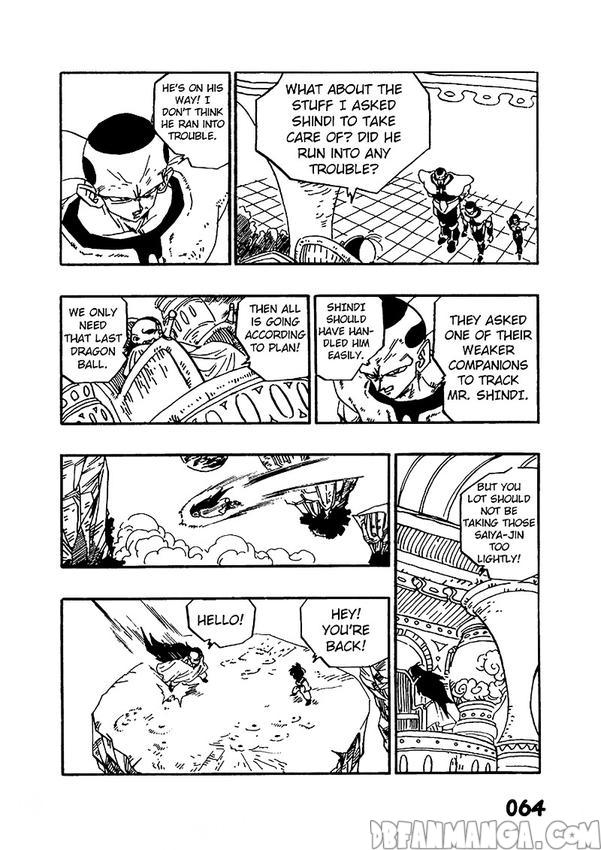 WHAT ABOUT THE
STUFF I ASKED
SHINDI TO TAKE
CARE OF? DID HE
RUN INTO ANY
TROUBLE?
HE'S ON HIS
WAY! I
DON'T THINK
HE RAN INTO
TROUBLE.
THEY ASKED
ONE OF THEIR
WEAKER
COMPANIONS
TO TRACK
MR. SHINDI.
SHINDI
SHOULD
HAVE HAN-
DLED HIM
EASILY.
THEN ALL
IS GOING
ACCORDING
TO PLAN!
WE ONLY
NEED
THAT LAST
DRAGON
BALL.
BUT YOU
LOT SHOULD
NOT BE
TAKING THOSE
SAIYA-JIN
TOO
LIGHTLY!
HEY!
YOU'RE
BACK!
HELLO!
064
DBFANMANGA.COM